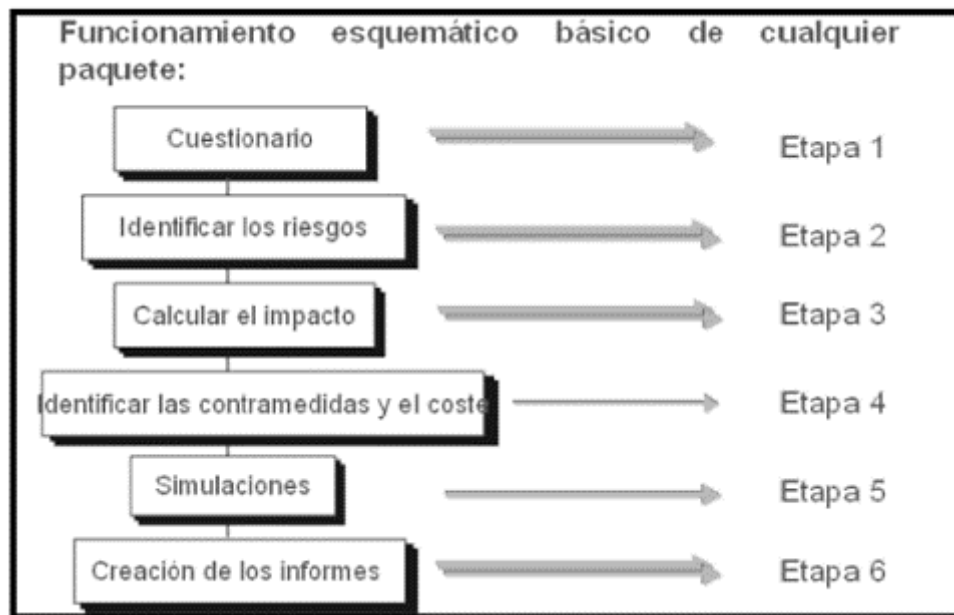 Funcionamiento esquemático básico de cualquier
paquete:
Cuestionario
Etapa 1
Identificar los riesgos
Etapa 2
Calcular el impacto
Etapa 3
Identificar las contramedidas y el coste
Etapa 4
Simulaciones
Etapa 5
Creación de los informes
Etapa 6